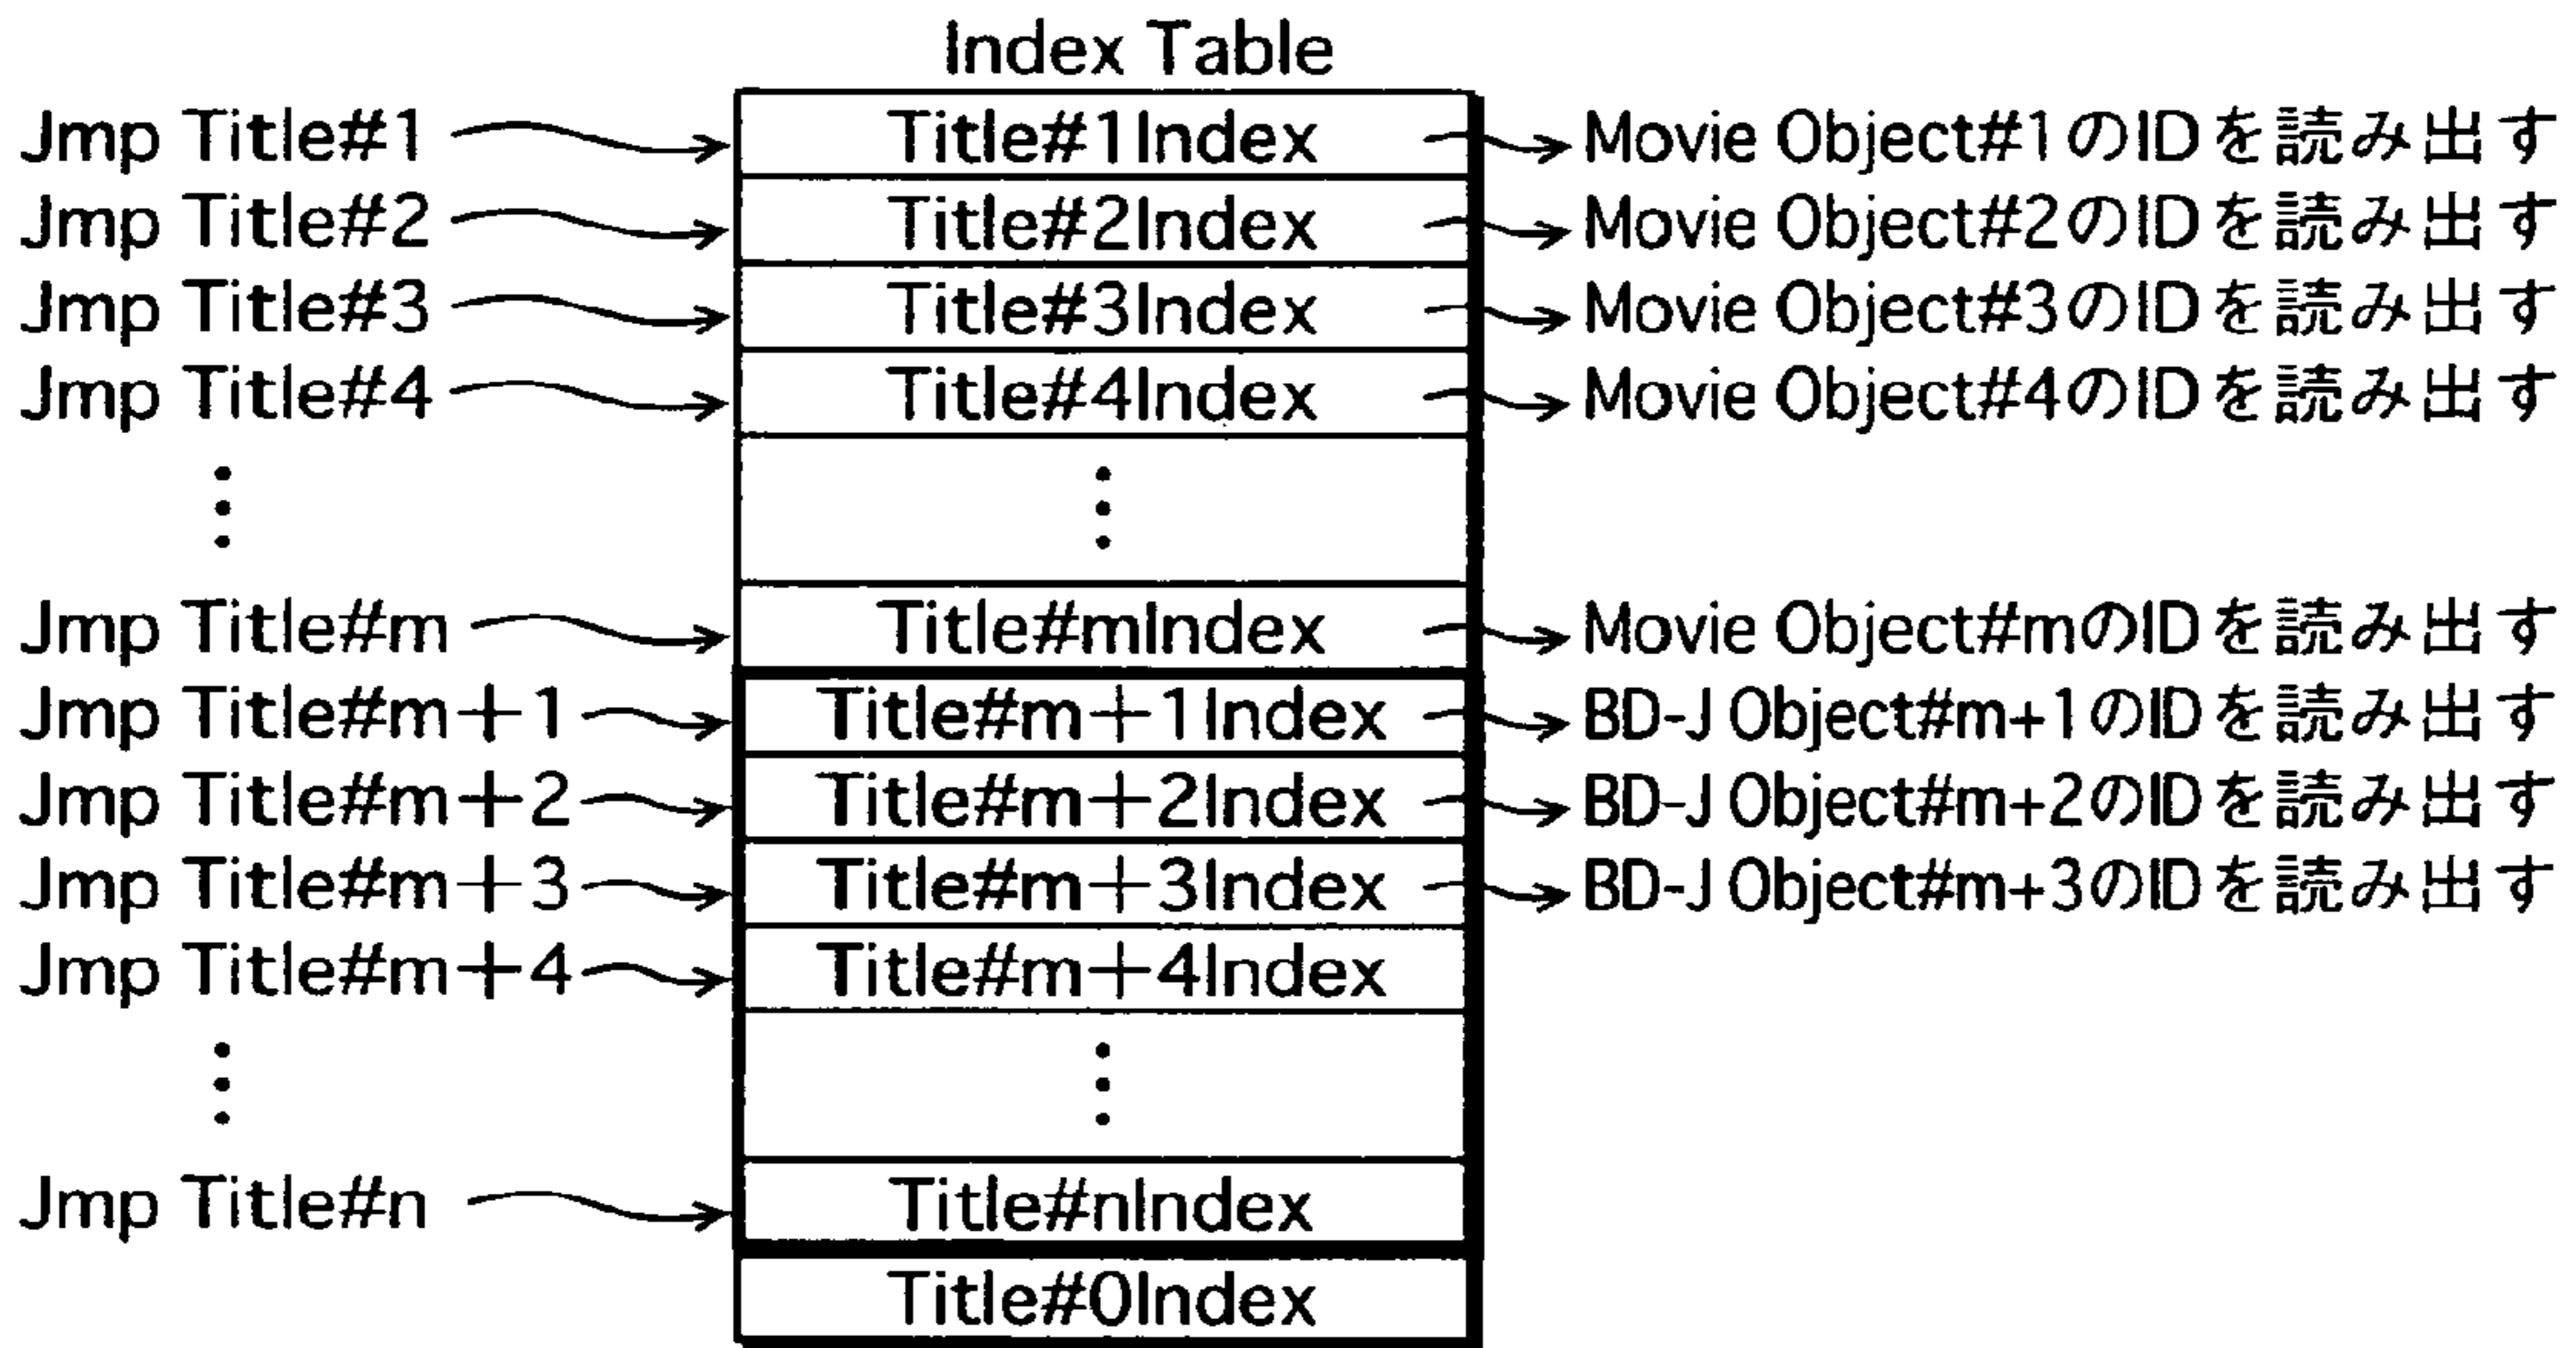 Index Table
Jmp Title#1 Title#1Index Movie Object#1のIDを読み出す
Jmp Title#2 Title#2Index Movie Object#2のIDを読み出す
Jmp Title#3 Title#3Index Movie Object#3のIDを読み出す
Jmp Title#4 Title#4Index Movie Object#4のIDを読み出す
Jmp Title#m Title#mIndex Movie Object#mのIDを読み出す
Jmp Title#m+1 Title#m+1Index BD-J Object#m+1のIDを読み出す
Jmp Title#m+2 Title#m+2Index BD-J Object#m+2のIDを読み出す
Jmp Title#m+3 Title#m+3Index BD-J Object#m+3のIDを読み出す
Jmp Title#m+4 Title#m+4Index
Jmp Title#n Title#nIndex
Title#0Index